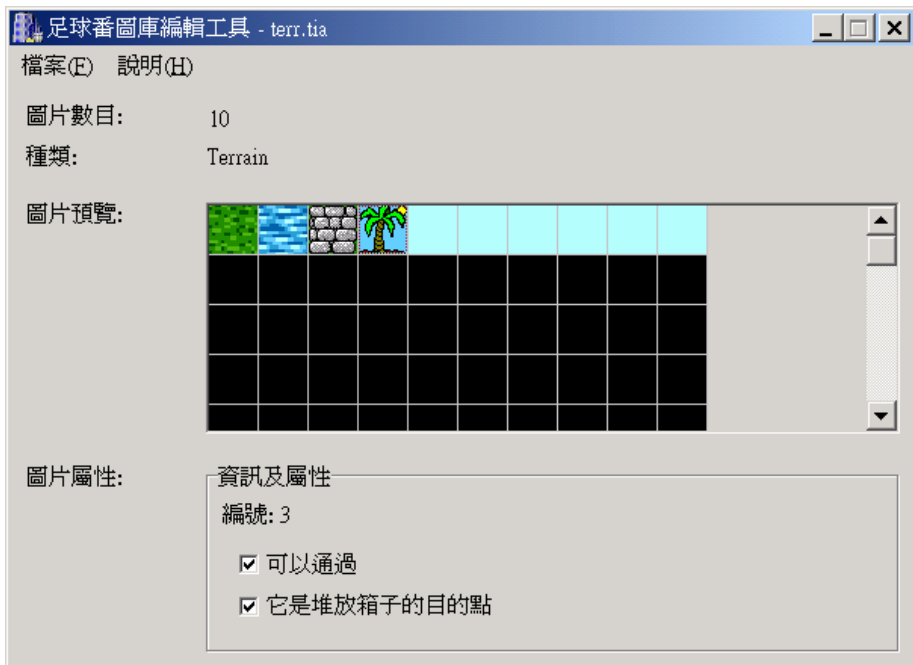 足球番圖庫編輯工具 - terr.tia
檔案(F) 說明(H)
圖片數目: 10
種類: Terrain
圖片預覽:
圖片屬性:
資訊及屬性
編號: 3
可以通過
它是堆放箱子的目的點